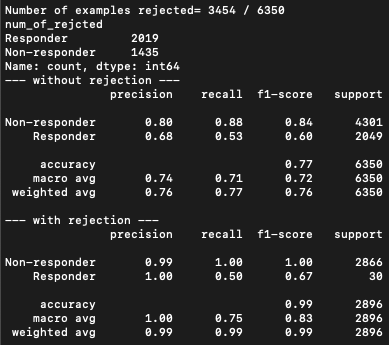 Number of examples rejected= 3454 / 6350
num_of_rejcted
Responder        2019
Non-responder    1435
Name: count, dtype: int64
--- without rejection ---
               precision    recall  f1-score   support

Non-responder       0.80      0.88      0.84      4301
    Responder       0.68      0.53      0.60      2049

     accuracy                           0.77      6350
    macro avg       0.74      0.71      0.72      6350
 weighted avg       0.76      0.77      0.76      6350

--- with rejection ---
               precision    recall  f1-score   support

Non-responder       0.99      1.00      1.00      2866
    Responder       1.00      0.50      0.67        30

     accuracy                           0.99      2896
    macro avg       1.00      0.75      0.83      2896
 weighted avg       0.99      0.99      0.99      2896